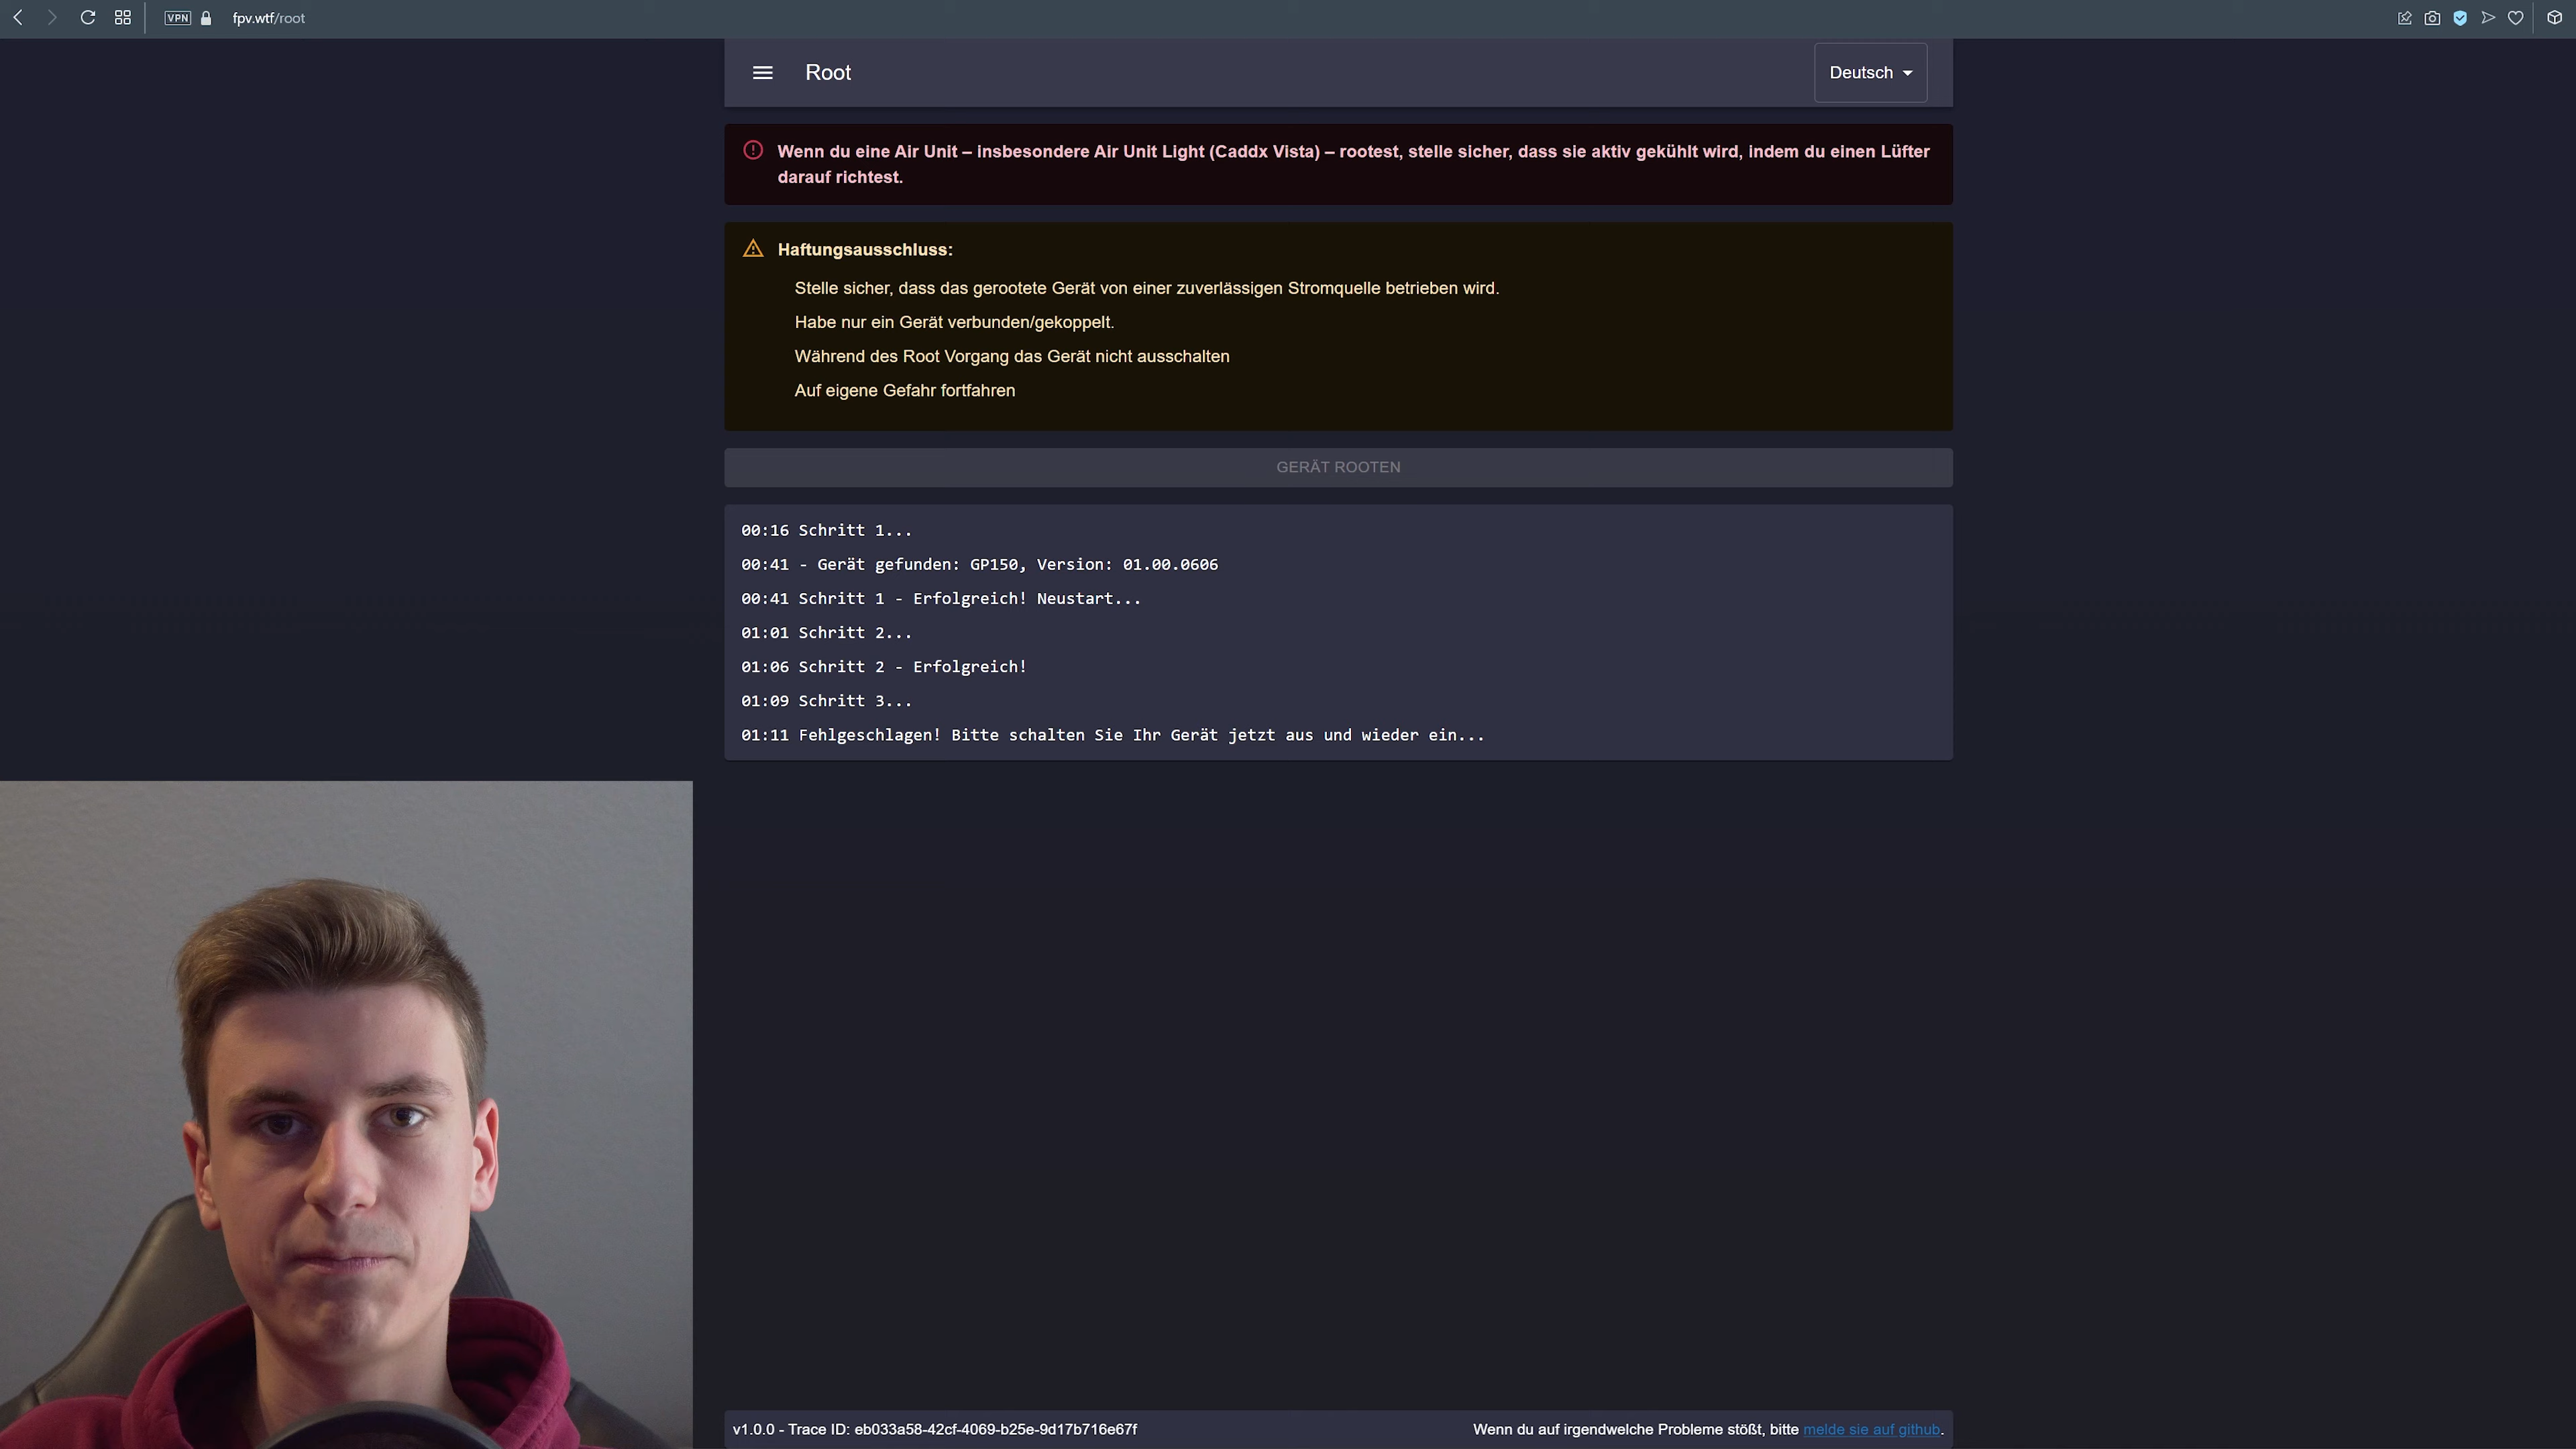 VPN fpv.wtf/root
Root
Deutsch
Wenn du eine Air Unit – insbesondere Air Unit Light (Caddx Vista) – rootest, stelle sicher, dass sie aktiv gekühlt wird, indem du einen Lüfter
darauf richtest.
Haftungsausschluss:
Stelle sicher, dass das gerootete Gerät von einer zuverlässigen Stromquelle betrieben wird.
Habe nur ein Gerät verbunden/gekoppelt.
Während des Root Vorgang das Gerät nicht ausschalten
Auf eigene Gefahr fortfahren
GERÄT ROOTEN
00:16 Schritt 1...
00:41 - Gerät gefunden: GP150, Version: 01.00.0606
00:41 Schritt 1 - Erfolgreich! Neustart...
01:01 Schritt 2...
01:06 Schritt 2 - Erfolgreich!
01:09 Schritt 3...
01:11 Fehlgeschlagen! Bitte schalten Sie Ihr Gerät jetzt aus und wieder ein...
v1.0.0 - Trace ID: eb033a58-42cf-4069-b25e-9d17b716e67f
Wenn du auf irgendwelche Probleme stößt, bitte melde sie auf github.